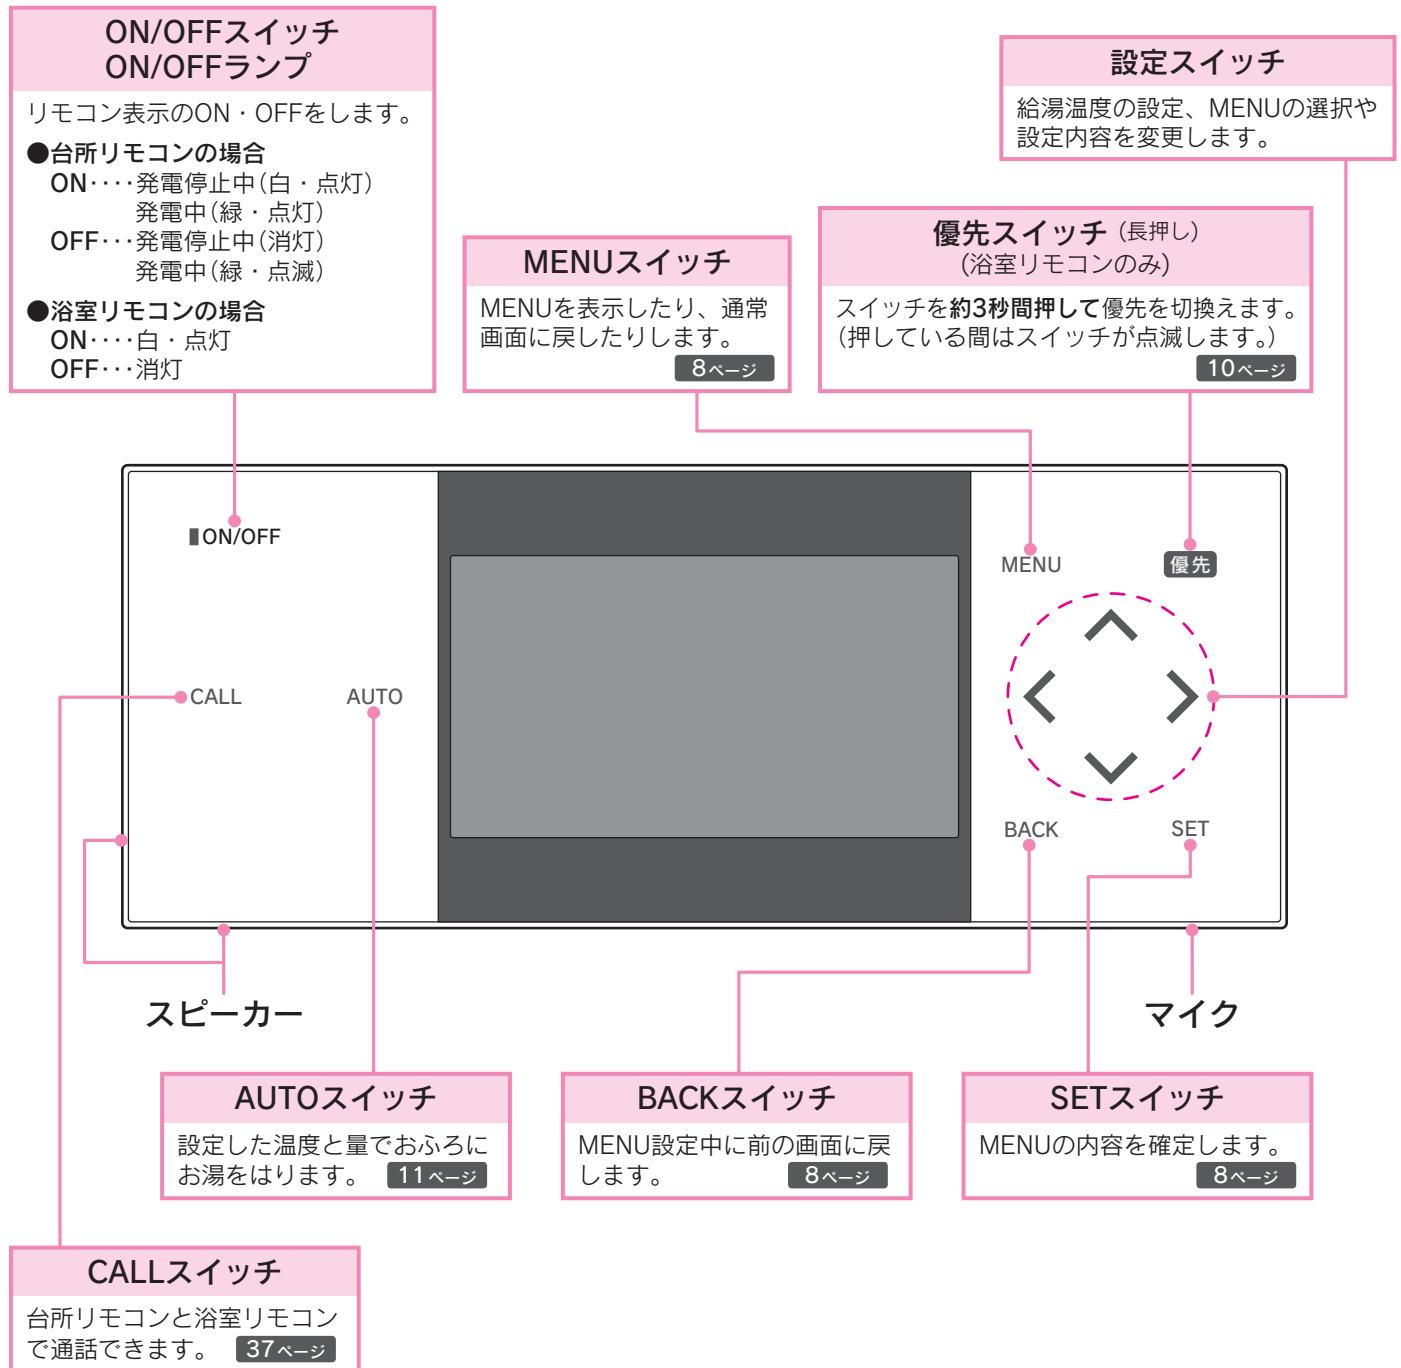 ON/OFFスイッチ
ON/OFFランプ
リモコン表示のON・OFFをします。
●台所リモコンの場合
ON････発電停止中(白・点灯)
発電中(緑・点灯)
OFF･･･発電停止中(消灯)
発電中(緑・点滅)
●浴室リモコンの場合
ON････白・点灯
OFF･･･消灯
設定スイッチ
給湯温度の設定、MENUの選択や
設定内容を変更します。
MENUスイッチ
MENUを表示したり、通常
画面に戻したりします。
8ページ
優先スイッチ (長押し)
(浴室リモコンのみ)
スイッチを約3秒間押して優先を切換えます。
(押している間はスイッチが点滅します。)
10ページ
ON/OFF
MENU
優先
CALL
AUTO
BACK
SET
スピーカー
マイク
AUTOスイッチ
設定した温度と量でおふろに
お湯をはります。 11ページ
BACKスイッチ
MENU設定中に前の画面に戻
します。 8ページ
SETスイッチ
MENUの内容を確定します。
8ページ
CALLスイッチ
台所リモコンと浴室リモコン
で通話できます。 37ページ